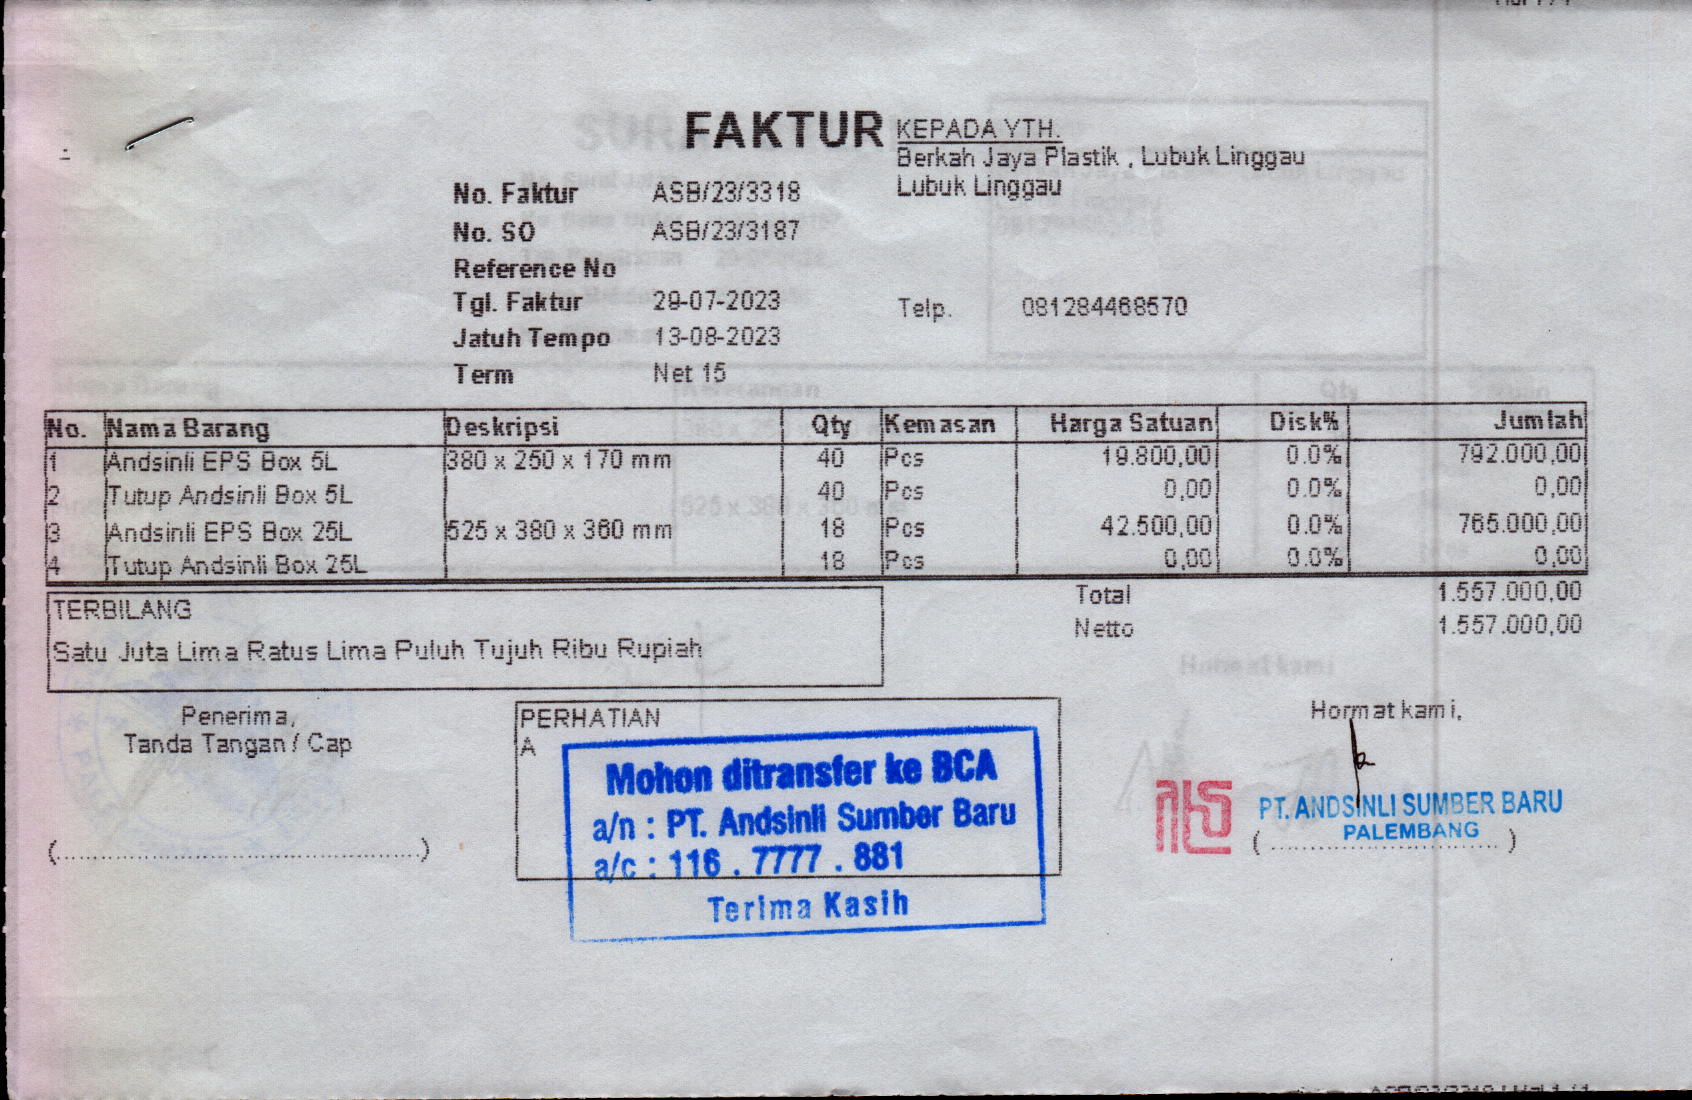 FAKTUR
KEPADA YTH.
Berkah Jaya Plastik , Lubuk Linggau
Lubuk Linggau
No. Faktur ASB/23/3318
No. SO ASB/23/3187
Reference No
Tgl. Faktur 29-07-2023
Telp. 081284468570
Jatuh Tempo 13-08-2023
Term Net 15
No. Nama Barang Deskripsi Qty Kemasan Harga Satuan Disk% Jumlah
1 Andsinli EPS Box 5L 380 x 250 x 170 mm 40 Pcs 19.800,00 0.0% 792.000,00
2 Tutup Andsinli Box 5L 40 Pcs 0,00 0.0% 0,00
3 Andsinli EPS Box 25L 525 x 380 x 360 mm 18 Pcs 42.500,00 0.0% 765.000,00
4 Tutup Andsinli Box 25L 18 Pcs 0,00 0.0% 0,00
Total 1.557.000,00
Netto 1.557.000,00
TERBILANG
Satu Juta Lima Ratus Lima Puluh Tujuh Ribu Rupiah
Penerima,
Tanda Tangan / Cap
(........................................)
PERHATIAN
A
Mohon ditransfer ke BCA
a/n : PT. Andsinli Sumber Baru
a/c : 116 . 7777 . 881
Terima Kasih
Hormat kami,
PT. ANDSINLI SUMBER BARU
PALEMBANG
(............................)